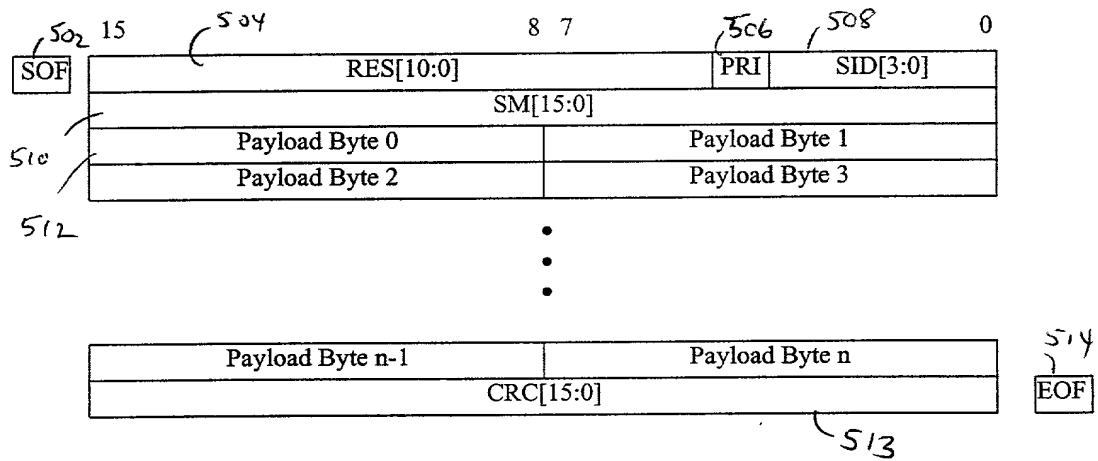 502 15 504 8 7 506 508 0
SOF RES[10:0] PRI SID[3:0]
SM[15:0]
510 Payload Byte 0 Payload Byte 1
Payload Byte 2 Payload Byte 3
512
Payload Byte n-1 Payload Byte n 514
CRC[15:0] EOF
513